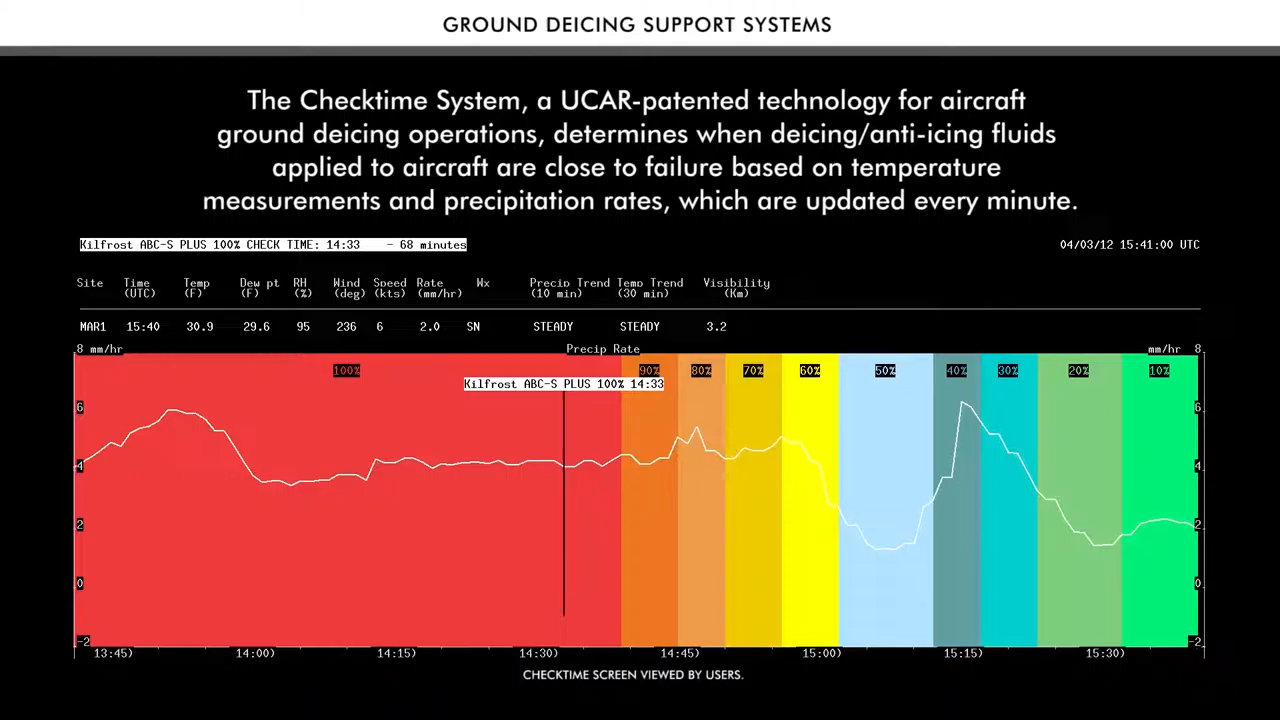 GROUND DEICING SUPPORT SYSTEMS
The Checktime System, a UCAR-patented technology for aircraft
ground deicing operations, determines when deicing/anti-icing fluids
applied to aircraft are close to failure based on temperature
measurements and precipitation rates, which are updated every minute.
Kilfrost ABC-S PLUS 100% CHECK TIME: 14:33 - 68 minutes 04/03/12 15:41:00 UTC
Site Time Temp Dew pt RH Wind Speed Rate Wx Precip Trend Temp Trend Visibility
(UTC) (F) (F) (%) (deg) (kts) (mm/hr) (10 min) (30 min) (Km)
MAR1 15:40 30.9 29.6 95 236 6 2.0 SN STEADY STEADY 3.2
8 mm/hr Precip Rate mm/hr 8
100% 90% 80% 70% 60% 50% 40% 30% 20% 10%
Kilfrost ABC-S PLUS 100% 14:33
6 6
4 4
2 2
0 0
-2 -2
13:45) 14:00) 14:15) 14:30) 14:45) 15:00) 15:15) 15:30)
CHECKTIME SCREEN VIEWED BY USERS.